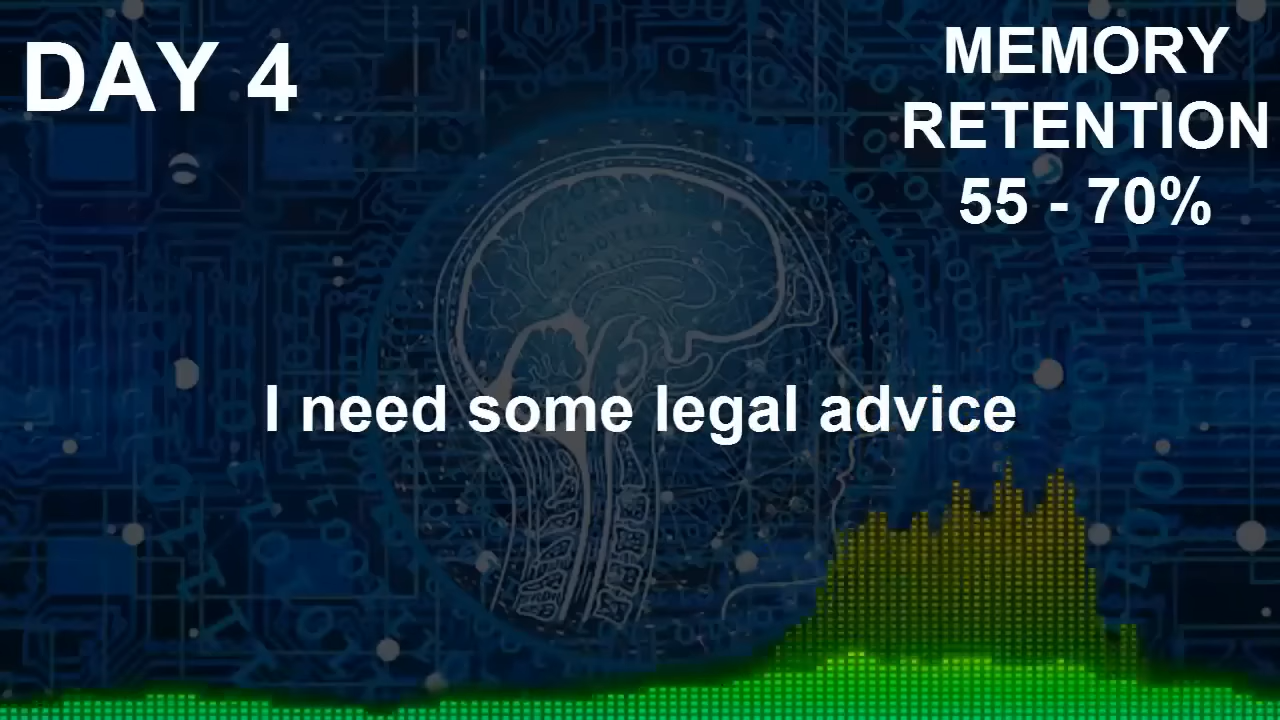 DAY 4
MEMORY
RETENTION
55 - 70%
I need some legal advice